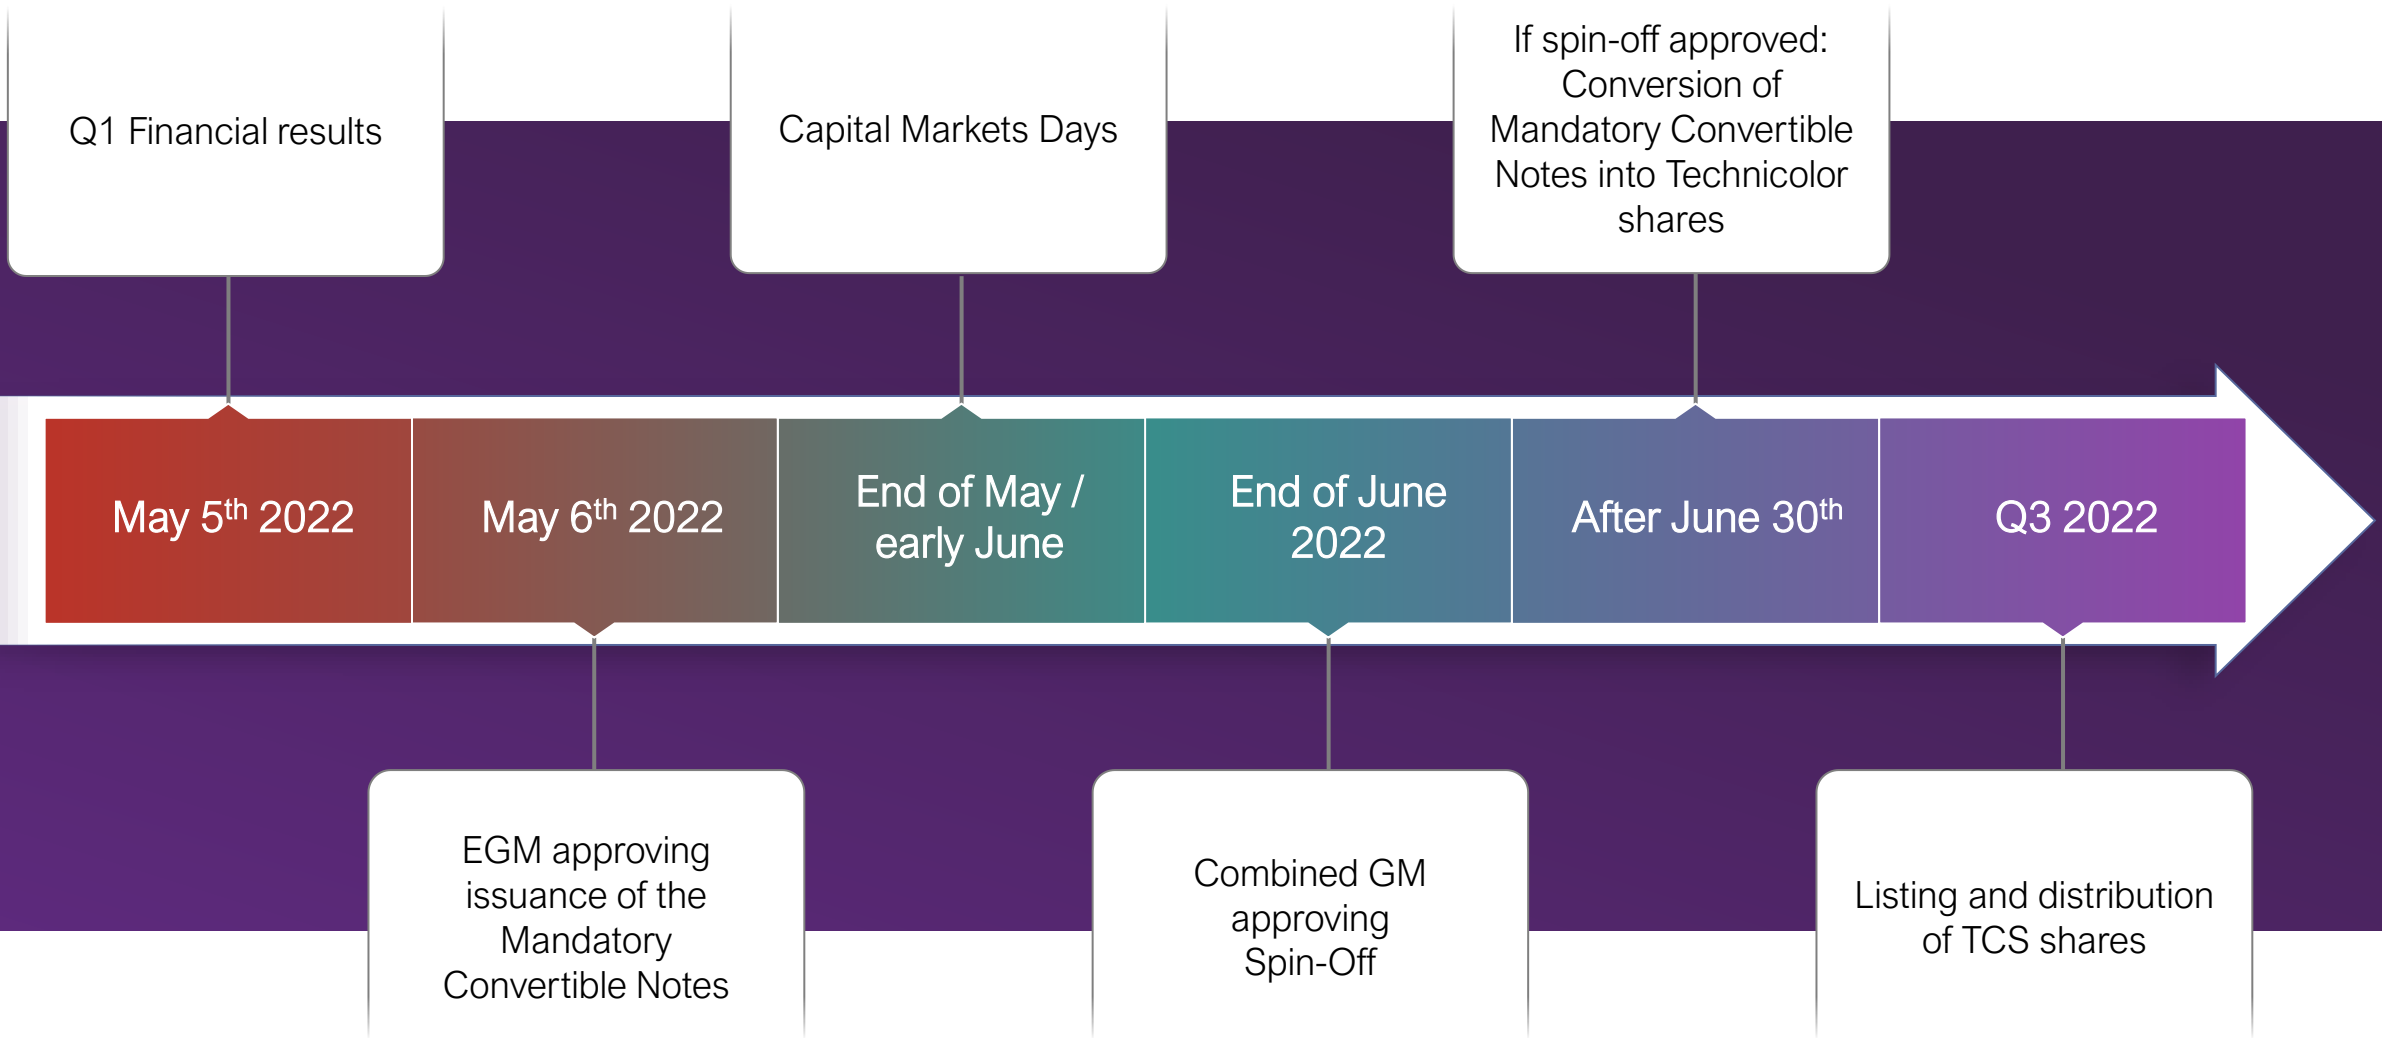 Q1 Financial results
Capital Markets Days
If spin-off approved:
Conversion of
Mandatory Convertible
Notes into Technicolor
shares
May 5th 2022
May 6th 2022
End of May /
early June
End of June
2022
After June 30th
Q3 2022
EGM approving
issuance of the
Mandatory
Convertible Notes
Combined GM
approving
Spin-Off
Listing and distribution
of TCS shares